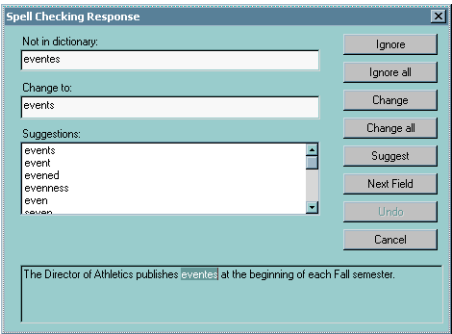 Spell Checking Response
Not in dictionary:
eventes
Change to:
events
Suggestions:
events
event
evened
evenness
even
seven
Ignore
Ignore all
Change
Change all
Suggest
Next Field
Undo
Cancel
The Director of Athletics publishes eventes at the beginning of each Fall semester.